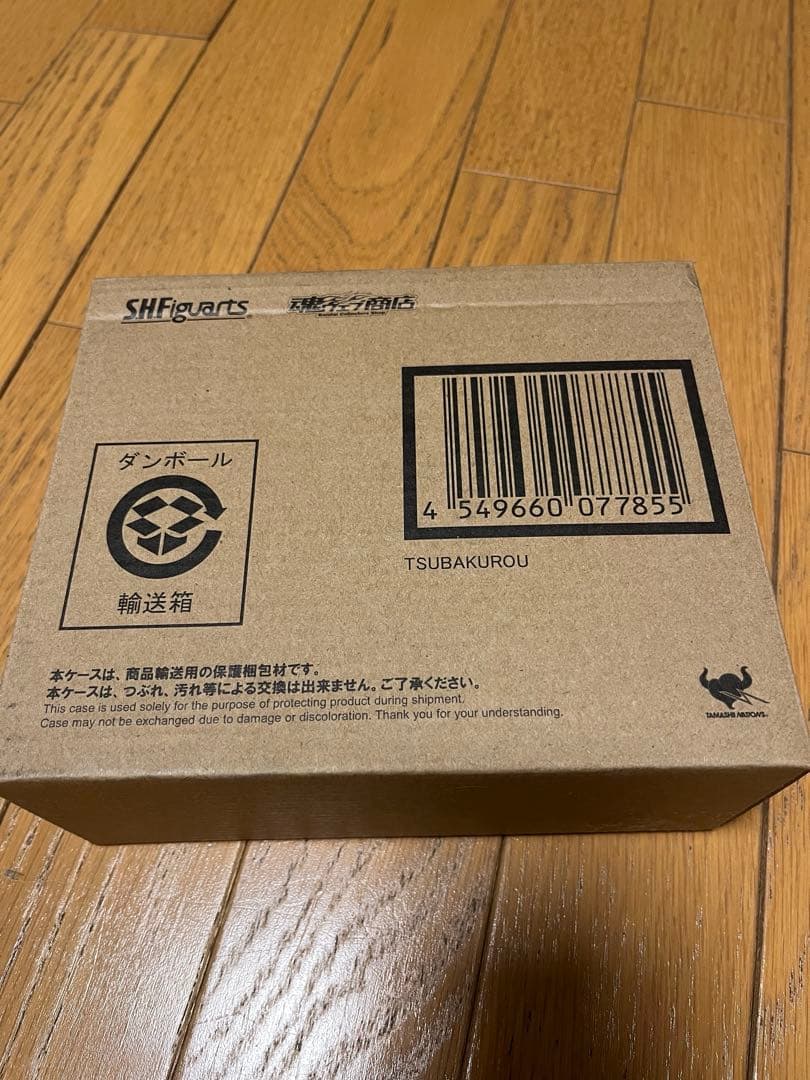 S.H.Figuarts
魂ウェブ商店
Bandai Collectors Shop
4 549660 077855
TSUBAKUROU
ダンボール
輸送箱
本ケースは、商品輸送用の保護梱包材です。
本ケースは、つぶれ、汚れ等による交換は出来ません。ご了承ください。
This case is used solely for the purpose of protecting product during shipment.
Case may not be exchanged due to damage or discoloration. Thank you for your understanding.
TAMASHII NATIONS